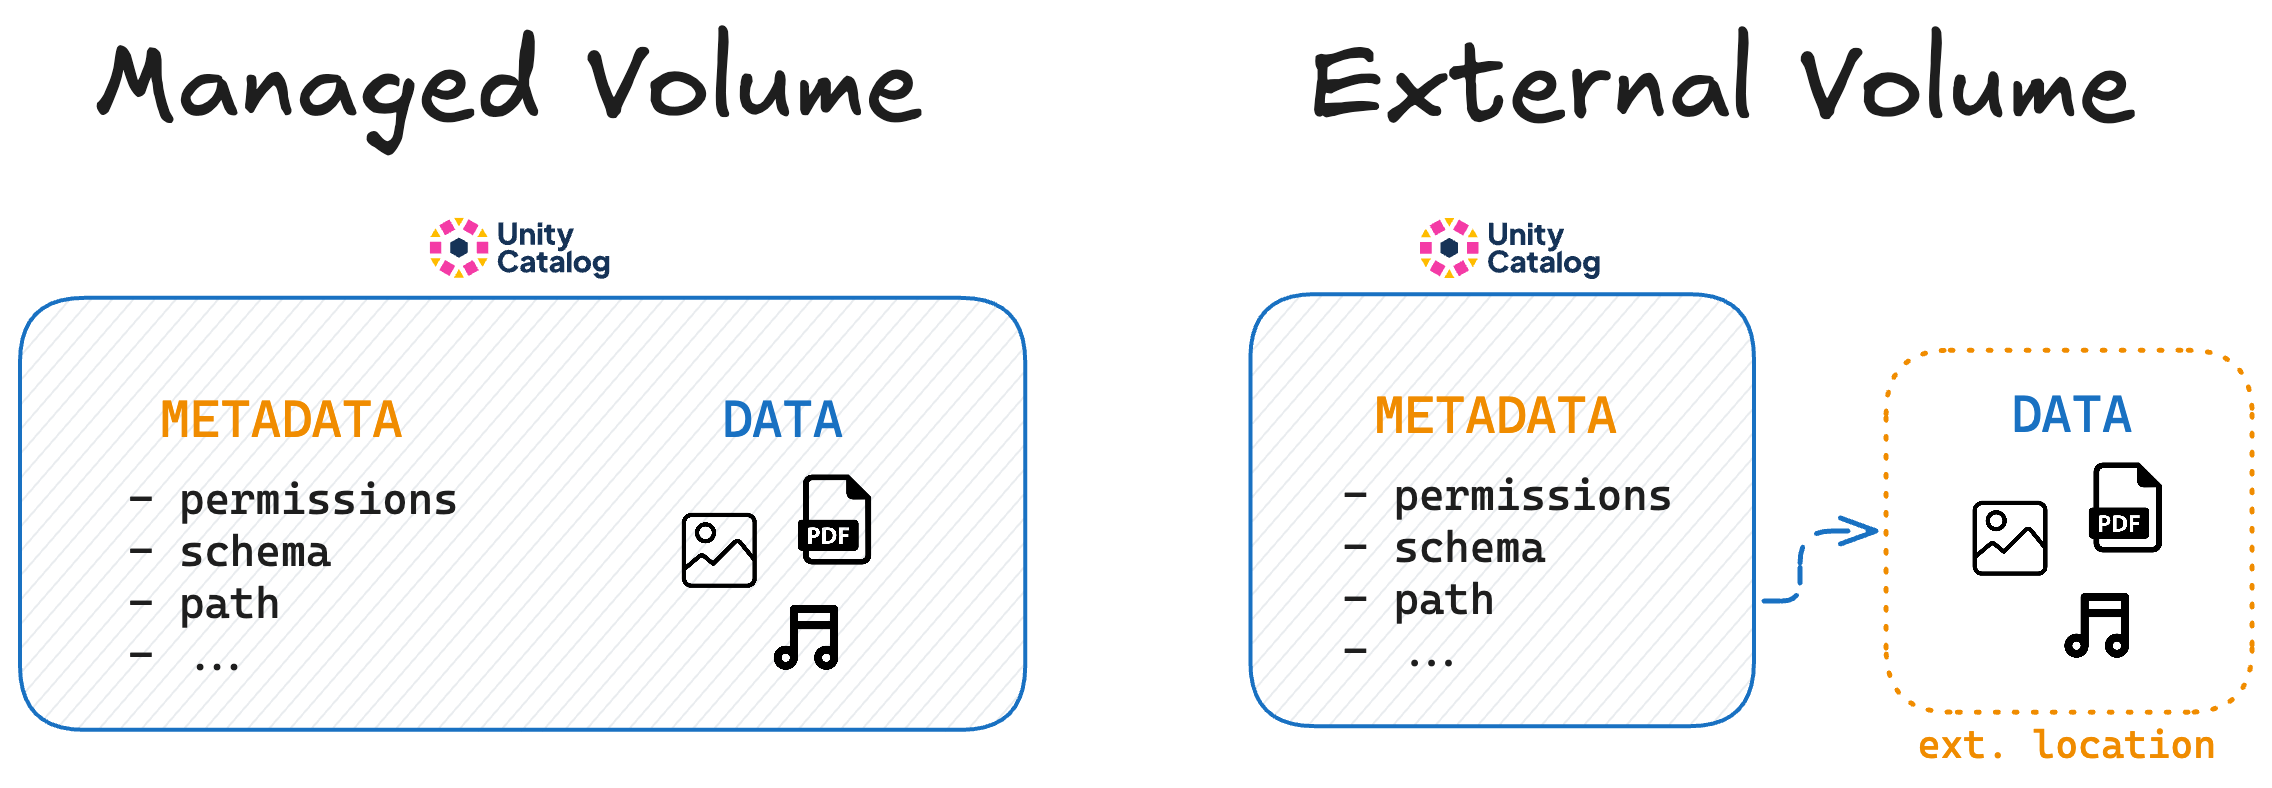 Managed Volume
Unity
Catalog
METADATA
DATA
- permissions
- schema
- path
- ...
PDF
External Volume
Unity
Catalog
METADATA
- permissions
- schema
- path
- ...
DATA
PDF
ext. location